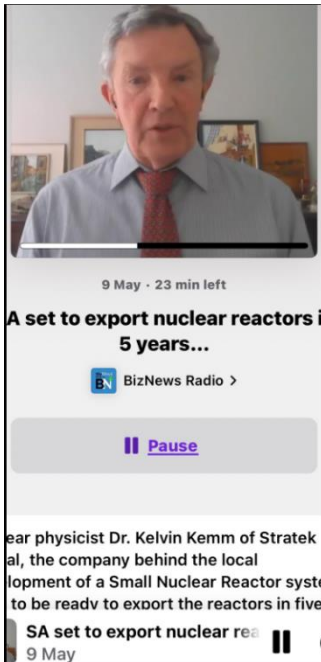 9 May · 23 min left
A set to export nuclear reactors i
5 years...
BN BizNews Radio >
Pause
ear physicist Dr. Kelvin Kemm of Stratek
al, the company behind the local
lopment of a Small Nuclear Reactor syste
to be ready to export the reactors in five
SA set to export nuclear rea
9 May